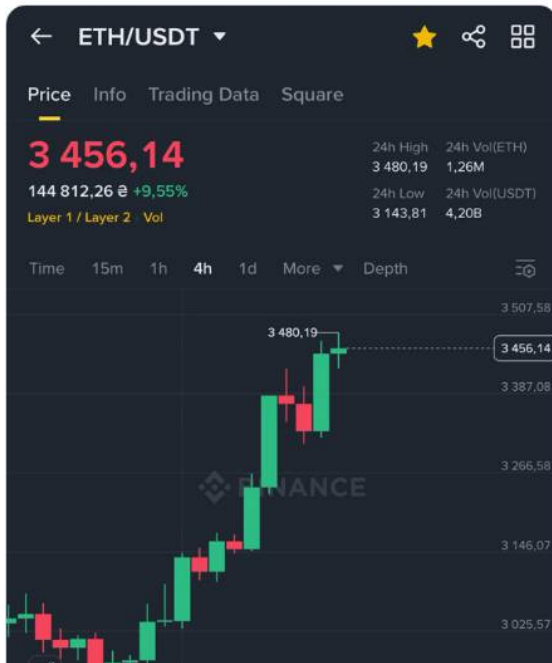 ETH/USDT
Price Info Trading Data Square
3 456,14
144 812,26 ₴ +9,55%
Layer 1 / Layer 2 Vol
24h High 24h Vol(ETH)
3 480,19 1,26M
24h Low 24h Vol(USDT)
3 143,81 4,20B
Time 15m 1h 4h 1d More Depth
3 507,58
3 480,19
3 456,14
3 387,08
3 266,58
BINANCE
3 146,07
3 025,57